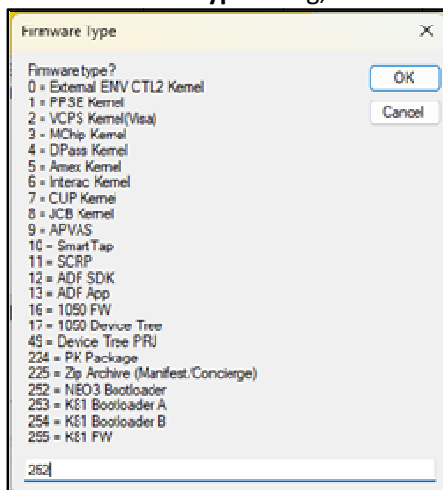 Firmware Type
Firmware type?
0 = External ENV CTL2 Kernel
1 = PPSE Kernel
2 = VCPS Kernel(Visa)
3 = MChip Kernel
4 = DPass Kernel
5 = Amex Kernel
6 = Interac Kernel
7 = CUP Kernel
8 = JCB Kernel
9 = APVAS
10 = SmartTap
11 = SCRP
12 = ADF SDK
13 = ADF App
16 = 1050 FW
17 = 1050 Device Tree
49 = Device Tree PRJ
224 = PK Package
225 = Zip Archive (Manifest/Concierge)
252 = NEO3 Bootloader
253 = K81 Bootloader A
254 = K81 Bootloader B
255 = K81 FW
OK
Cancel
252